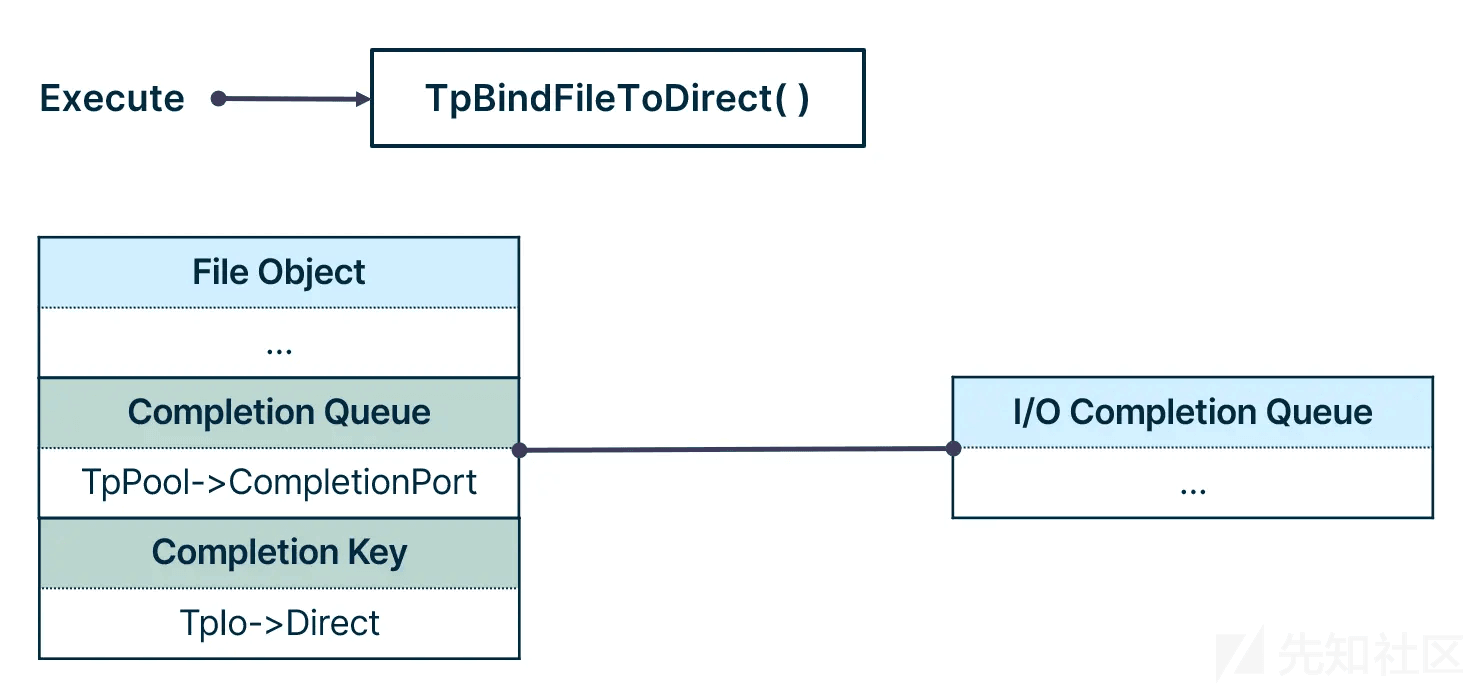 Execute
TpBindFileToDirect( )
File Object
...
Completion Queue
TpPool->CompletionPort
Completion Key
TpIo->Direct
I/O Completion Queue
...
先知社区